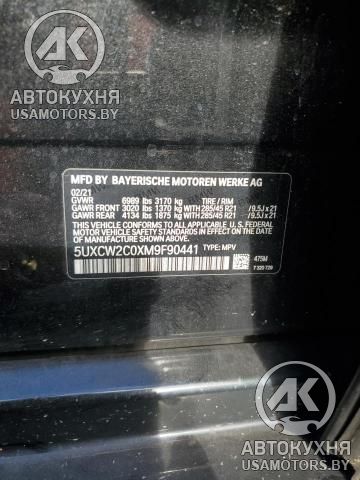 АВТОКУХНЯ
USAMOTORS.BY
MFD BY BAYERISCHE MOTOREN WERKE AG
02/21
GVWR 6989 lbs 3170 kg TIRE / RIM
GAWR FRONT 3020 lbs 1370 kg WITH 285/45 R21 / 9.5J x 21
GAWR REAR 4134 lbs 1875 kg WITH 285/45 R21 / 9.5J x 21
THIS VEHICLE CONFORMS TO ALL APPLICABLE U.S. FEDERAL
MOTOR VEHICLE SAFETY STANDARDS IN EFFECT ON THE DATE OF
MANUFACTURE SHOWN ABOVE.
5UXCW2C0XM9F90441 TYPE: MPV
475M
7 320 729
АВТОКУХНЯ
USAMOTORS.BY